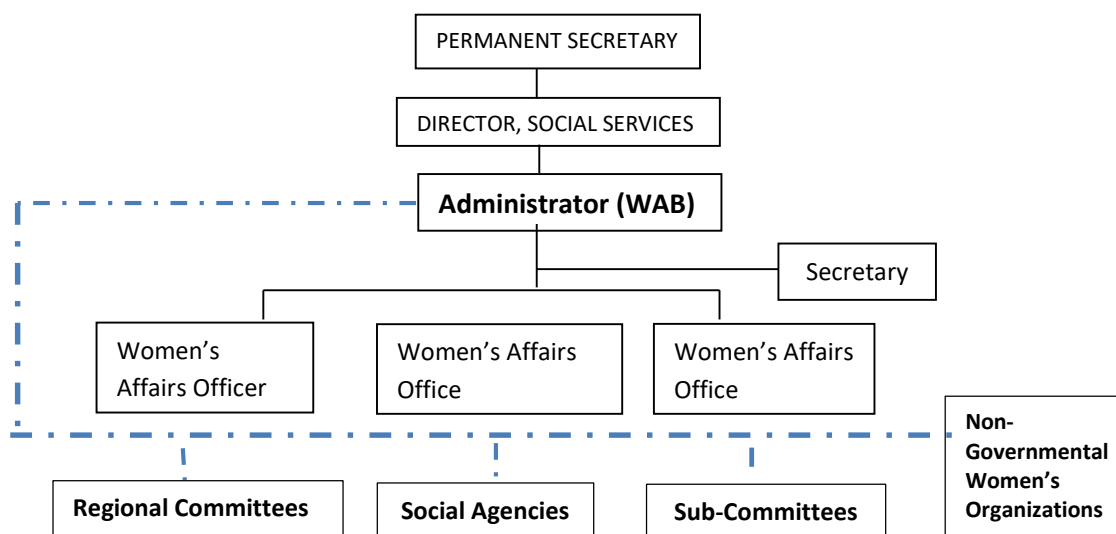 PERMANENT SECRETARY
DIRECTOR, SOCIAL SERVICES
Administrator (WAB)
Secretary
Women’s
Affairs Officer
Women’s Affairs
Office
Women’s Affairs
Office
Non-
Governmental
Women’s
Organizations
Regional Committees
Social Agencies
Sub-Committees